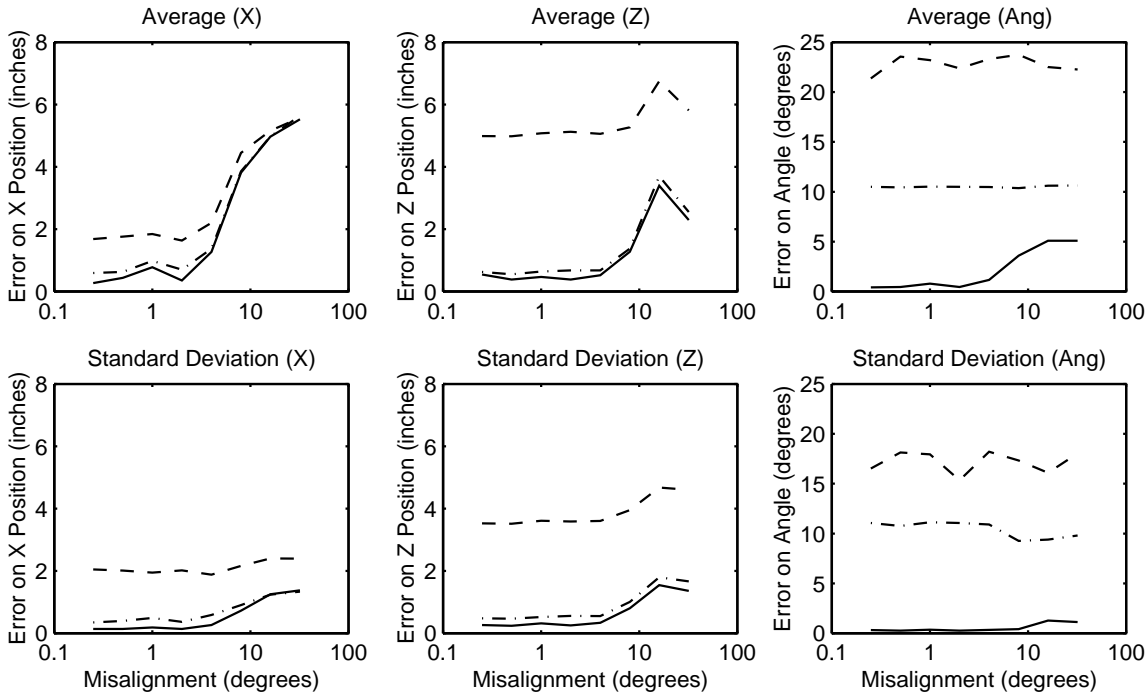 Average (X)
Error on X Position (inches)
8
6
4
2
0
0.1 1 10 100
Average (Z)
Error on Z Position (inches)
8
6
4
2
0
0.1 1 10 100
Average (Ang)
Error on Angle (degrees)
25
20
15
10
5
0
0.1 1 10 100
Standard Deviation (X)
Error on X Position (inches)
8
6
4
2
0
0.1 1 10 100
Misalignment (degrees)
Standard Deviation (Z)
Error on Z Position (inches)
8
6
4
2
0
0.1 1 10 100
Misalignment (degrees)
Standard Deviation (Ang)
Error on Angle (degrees)
25
20
15
10
5
0
0.1 1 10 100
Misalignment (degrees)